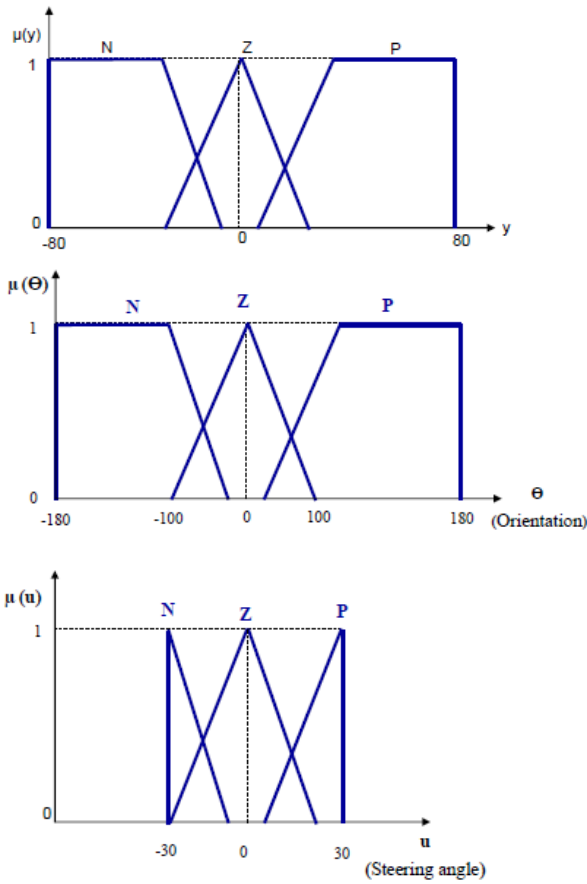 μ(y)
N Z P
1
0
-80 0 80 y
μ (Θ)
N Z P
1
0
-180 -100 0 100 180
Θ
(Orientation)
μ (u)
N Z P
1
0
-30 0 30
u
(Steering angle)